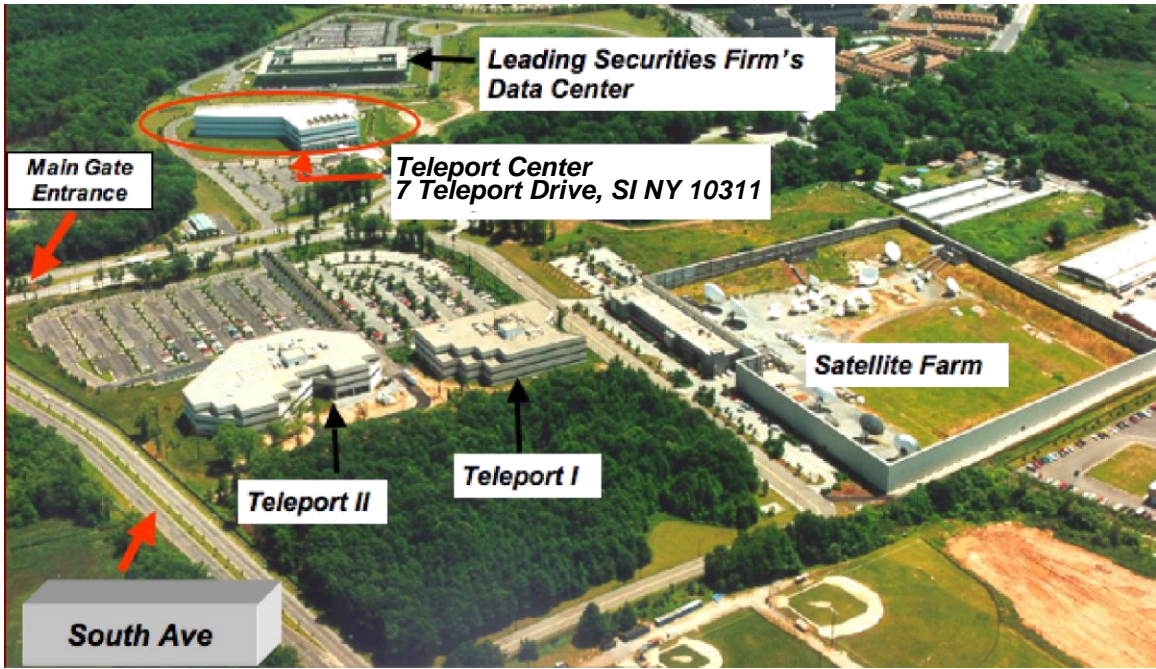 Leading Securities Firm's
Data Center
Teleport Center
7 Teleport Drive, SI NY 10311
Main Gate
Entrance
Satellite Farm
Teleport I
Teleport II
South Ave